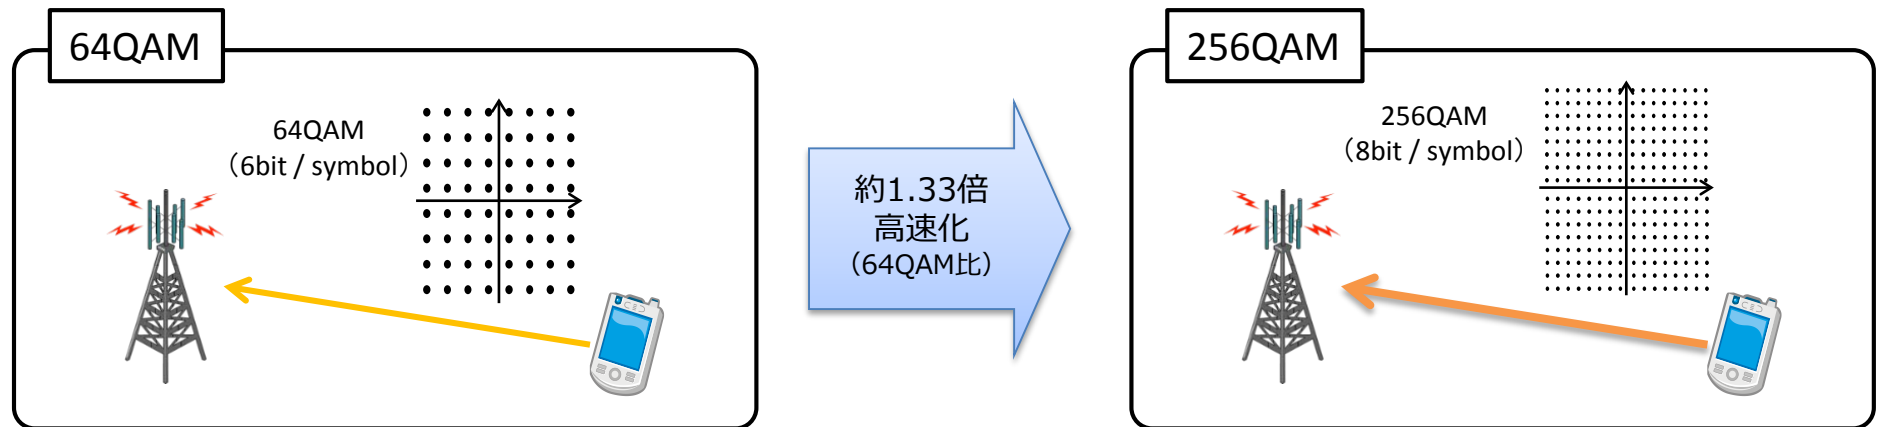 64QAM
64QAM
（6bit / symbol）
約1.33倍
高速化
（64QAM比）
256QAM
256QAM
（8bit / symbol）